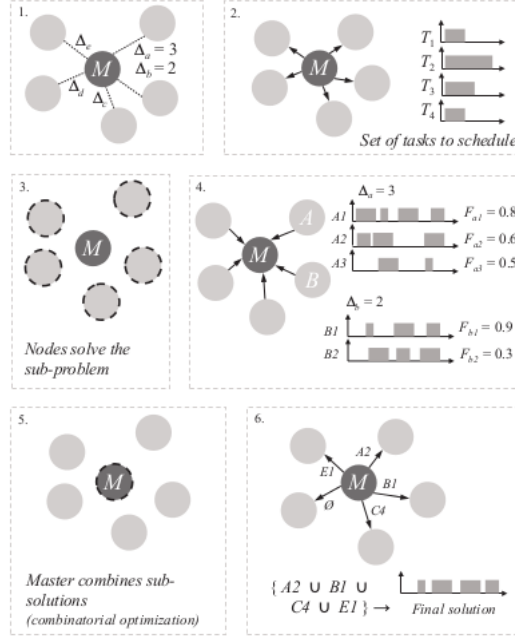 1.
Δe
Δa = 3
M
Δb = 2
Δd
Δc
2.
M
T1
T2
T3
T4
Set of tasks to schedule
3.
M
Nodes solve the
sub-problem
4.
A
M
B
Δa = 3
A1
Fa1 = 0.8
A2
Fa2 = 0.6
A3
Fa3 = 0.5
Δb = 2
B1
Fb1 = 0.9
B2
Fb2 = 0.3
5.
M
Master combines sub-
solutions
(combinatorial optimization)
6.
A2
E1
M
B1
Ø
C4
{ A2 ∪ B1 ∪
C4 ∪ E1 } →
Final solution